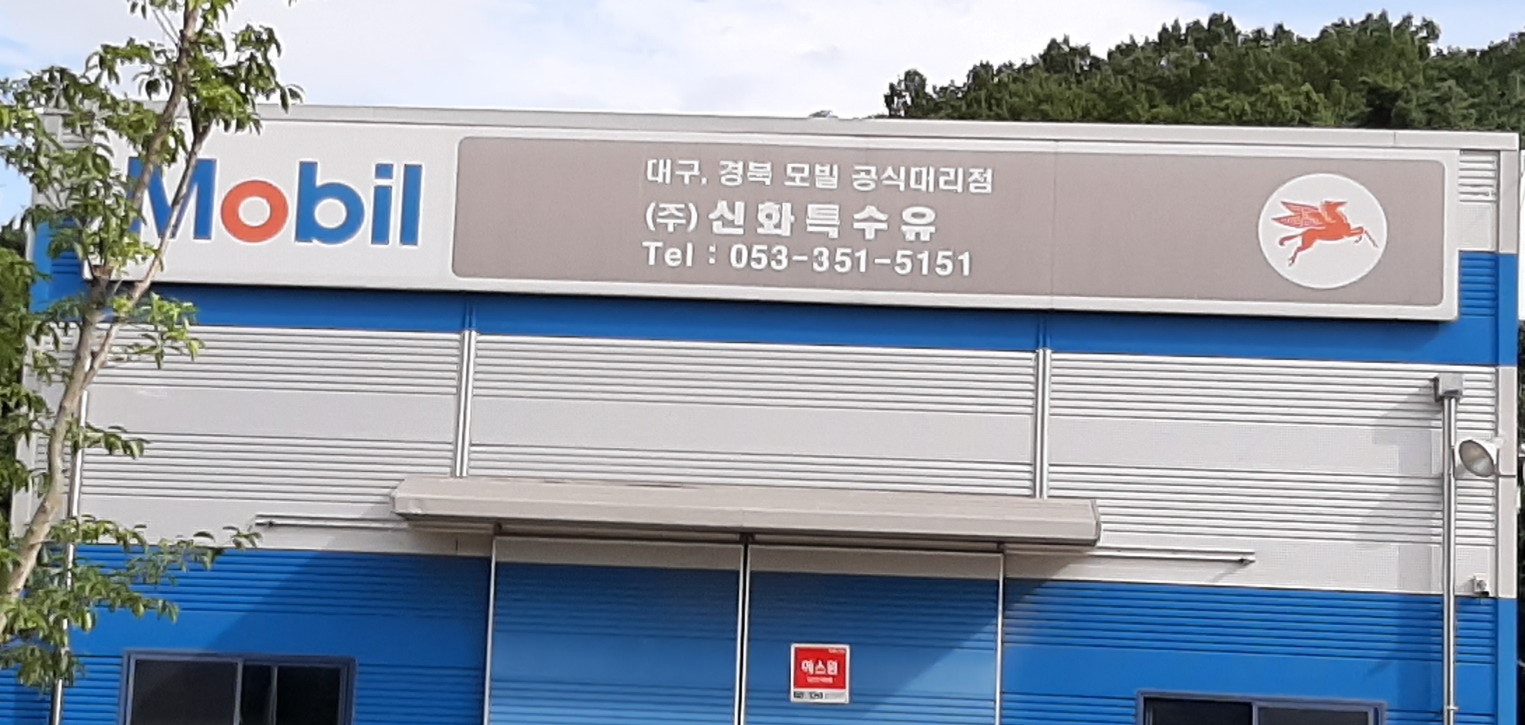 Mobil
대구, 경북 모빌 공식대리점
(주) 신화특수유
Tel : 053-351-5151
에스원